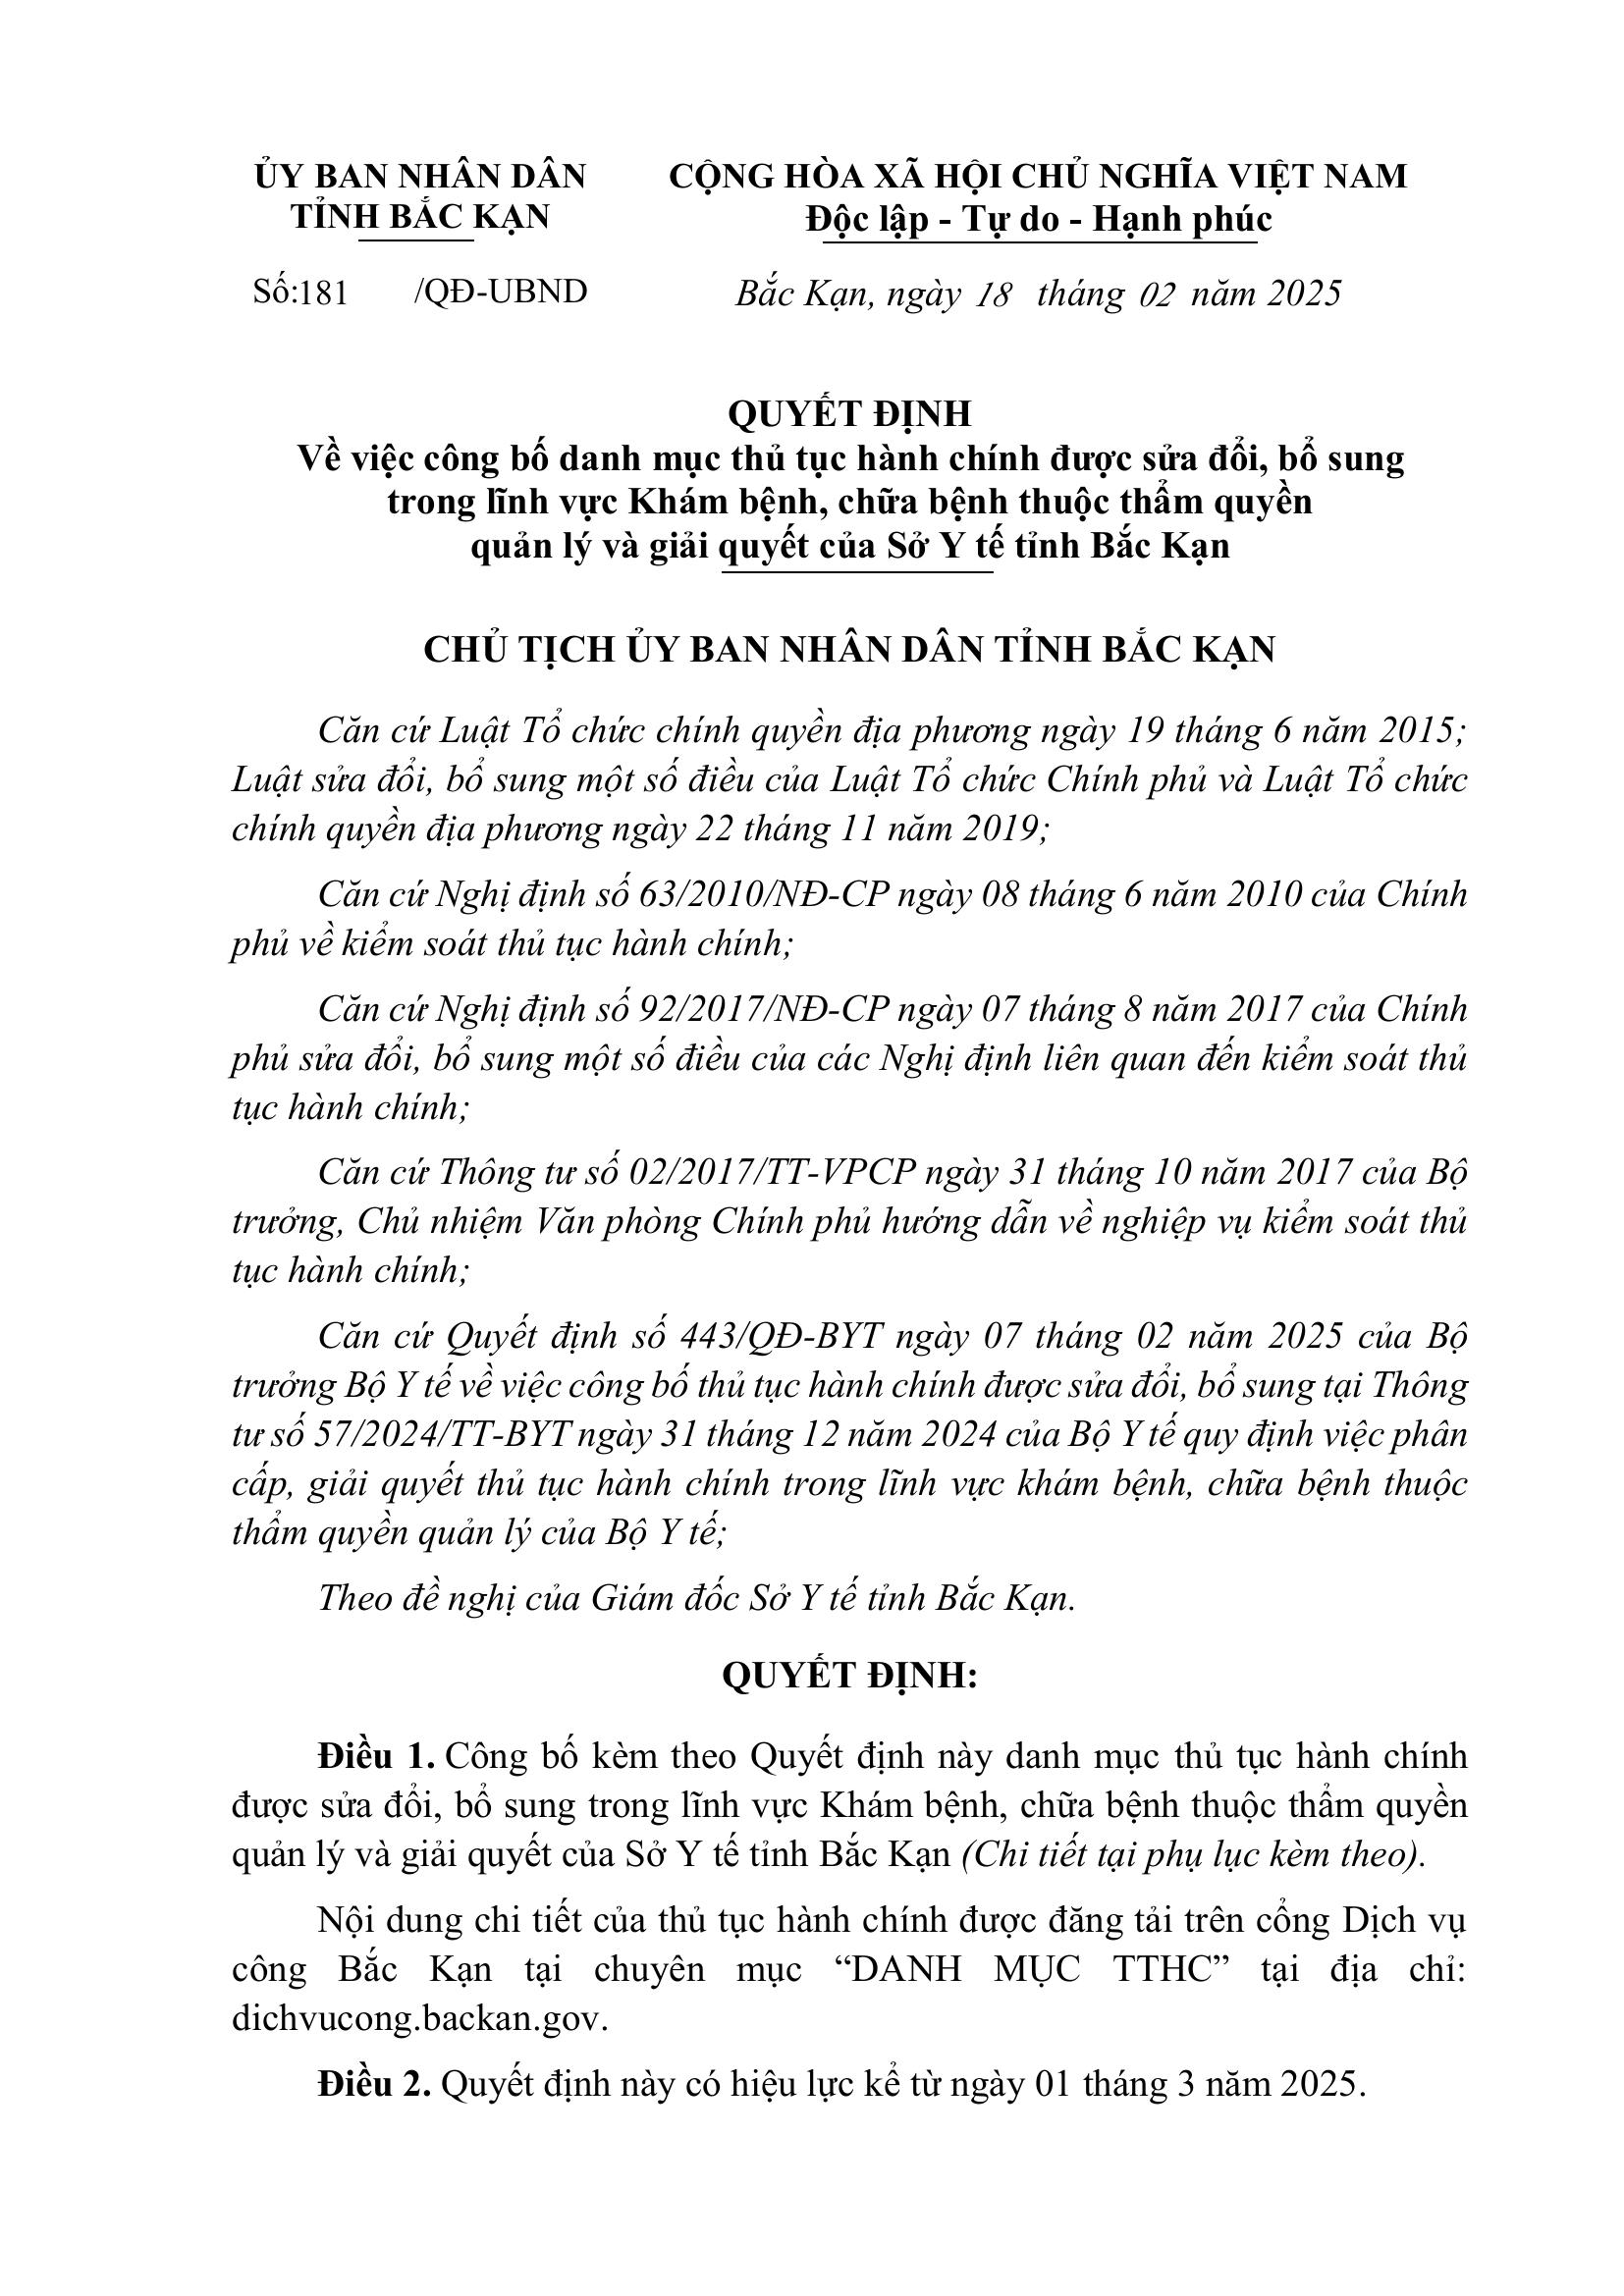 ỦY BAN NHÂN DÂN
TỈNH BẮC KẠN
CỘNG HÒA XÃ HỘI CHỦ NGHĨA VIỆT NAM
Độc lập - Tự do - Hạnh phúc
Số:181 /QĐ-UBND
Bắc Kạn, ngày 18 tháng 02 năm 2025
QUYẾT ĐỊNH
Về việc công bố danh mục thủ tục hành chính được sửa đổi, bổ sung
trong lĩnh vực Khám bệnh, chữa bệnh thuộc thẩm quyền
quản lý và giải quyết của Sở Y tế tỉnh Bắc Kạn
CHỦ TỊCH ỦY BAN NHÂN DÂN TỈNH BẮC KẠN
Căn cứ Luật Tổ chức chính quyền địa phương ngày 19 tháng 6 năm 2015;
Luật sửa đổi, bổ sung một số điều của Luật Tổ chức Chính phủ và Luật Tổ chức
chính quyền địa phương ngày 22 tháng 11 năm 2019;
Căn cứ Nghị định số 63/2010/NĐ-CP ngày 08 tháng 6 năm 2010 của Chính
phủ về kiểm soát thủ tục hành chính;
Căn cứ Nghị định số 92/2017/NĐ-CP ngày 07 tháng 8 năm 2017 của Chính
phủ sửa đổi, bổ sung một số điều của các Nghị định liên quan đến kiểm soát thủ
tục hành chính;
Căn cứ Thông tư số 02/2017/TT-VPCP ngày 31 tháng 10 năm 2017 của Bộ
trưởng, Chủ nhiệm Văn phòng Chính phủ hướng dẫn về nghiệp vụ kiểm soát thủ
tục hành chính;
Căn cứ Quyết định số 443/QĐ-BYT ngày 07 tháng 02 năm 2025 của Bộ
trưởng Bộ Y tế về việc công bố thủ tục hành chính được sửa đổi, bổ sung tại Thông
tư số 57/2024/TT-BYT ngày 31 tháng 12 năm 2024 của Bộ Y tế quy định việc phân
cấp, giải quyết thủ tục hành chính trong lĩnh vực khám bệnh, chữa bệnh thuộc
thẩm quyền quản lý của Bộ Y tế;
Theo đề nghị của Giám đốc Sở Y tế tỉnh Bắc Kạn.
QUYẾT ĐỊNH:
Điều 1. Công bố kèm theo Quyết định này danh mục thủ tục hành chính
được sửa đổi, bổ sung trong lĩnh vực Khám bệnh, chữa bệnh thuộc thẩm quyền
quản lý và giải quyết của Sở Y tế tỉnh Bắc Kạn (Chi tiết tại phụ lục kèm theo).
Nội dung chi tiết của thủ tục hành chính được đăng tải trên cổng Dịch vụ
công Bắc Kạn tại chuyên mục “DANH MỤC TTHC” tại địa chỉ:
dichvucong.backan.gov.
Điều 2. Quyết định này có hiệu lực kể từ ngày 01 tháng 3 năm 2025.